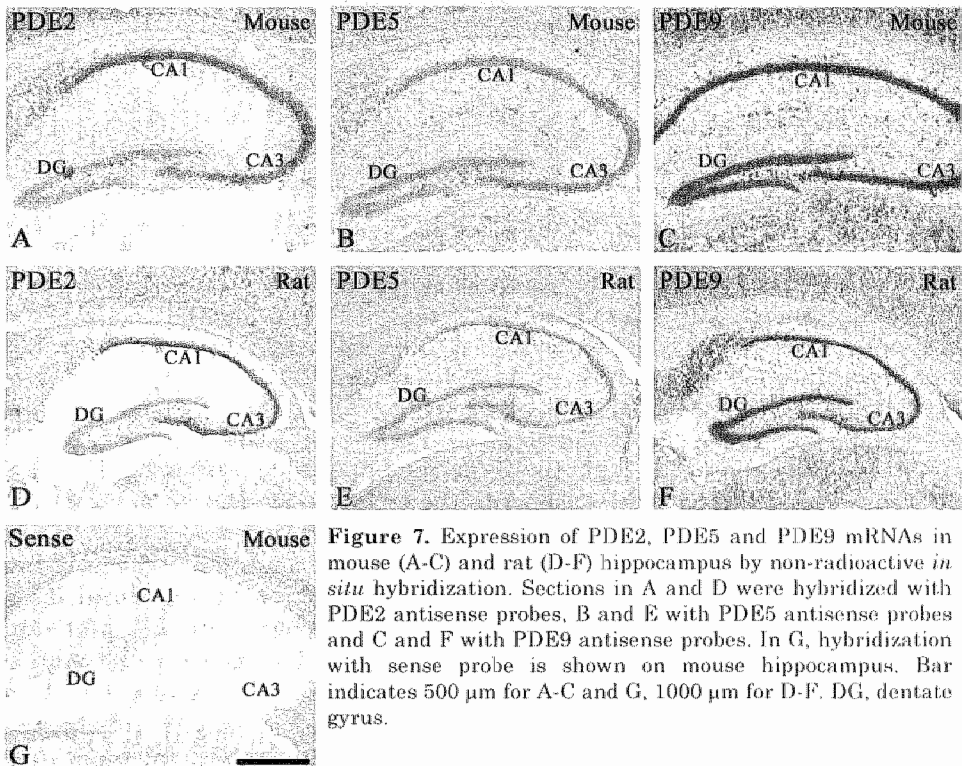 PDE2 Mouse
CA1
DG
CA3
A
PDE5 Mouse
CA1
DG
CA3
B
PDE9 Mouse
CA1
DG
CA3
C
PDE2 Rat
CA1
DG
CA3
D
PDE5 Rat
CA1
DG
CA3
E
PDE9 Rat
CA1
DG
CA3
F
Sense Mouse
CA1
DG
CA3
G
Figure 7. Expression of PDE2, PDE5 and PDE9 mRNAs in
mouse (A-C) and rat (D-F) hippocampus by non-radioactive in
situ hybridization. Sections in A and D were hybridized with
PDE2 antisense probes, B and E with PDE5 antisense probes
and C and F with PDE9 antisense probes. In G, hybridization
with sense probe is shown on mouse hippocampus. Bar
indicates 500 μm for A-C and G, 1000 μm for D-F. DG, dentate
gyrus.